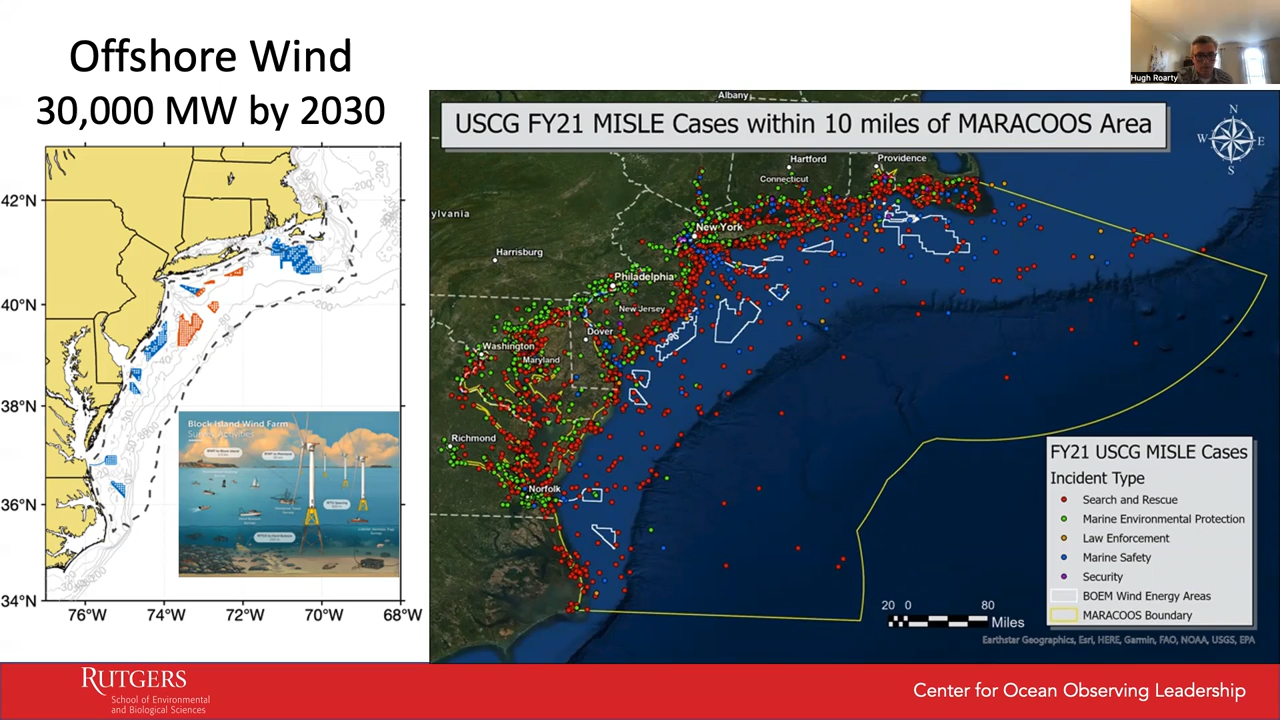 Offshore Wind
30,000 MW by 2030
Hugh Roarty
42°N
40°N
38°N
36°N
34°N
76°W
74°W
72°W
70°W
68°W
Block Island Wind Farm
USCG FY21 MISLE Cases within 10 miles of MARACOOS Area
N
W
E
S
Albany
Hartford
Providence
Connecticut
ylvania
New York
Harrisburg
Philadelphia
New Jersey
Dover
Washington
Maryland
Richmond
Norfolk
FY21 USCG MISLE Cases
Incident Type
Search and Rescue
Marine Environmental Protection
Law Enforcement
Marine Safety
Security
BOEM Wind Energy Areas
MARACOOS Boundary
20 0 80
Miles
Earthstar Geographics, Esri, HERE, Garmin, FAO, NOAA, USGS, EPA
RUTGERS
School of Environmental
and Biological Sciences
Center for Ocean Observing Leadership